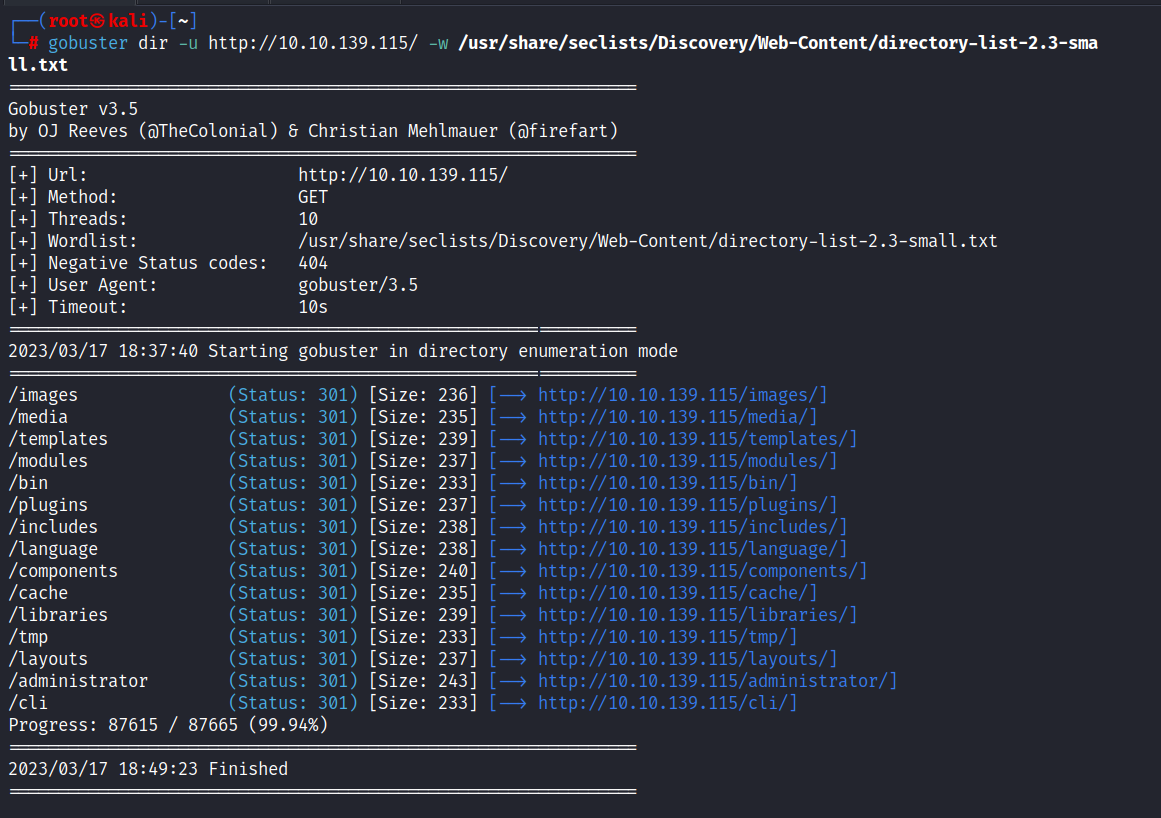 ┌──(root㉿kali)-[~]
└─# gobuster dir -u http://10.10.139.115/ -w /usr/share/seclists/Discovery/Web-Content/directory-list-2.3-sma
ll.txt
===============================================================
Gobuster v3.5
by OJ Reeves (@TheColonial) & Christian Mehlmauer (@firefart)
===============================================================
[+] Url:                     http://10.10.139.115/
[+] Method:                  GET
[+] Threads:                 10
[+] Wordlist:                /usr/share/seclists/Discovery/Web-Content/directory-list-2.3-small.txt
[+] Negative Status codes:   404
[+] User Agent:              gobuster/3.5
[+] Timeout:                 10s
===============================================================
2023/03/17 18:37:40 Starting gobuster in directory enumeration mode
===============================================================
/images               (Status: 301) [Size: 236] [--> http://10.10.139.115/images/]
/media                (Status: 301) [Size: 235] [--> http://10.10.139.115/media/]
/templates            (Status: 301) [Size: 239] [--> http://10.10.139.115/templates/]
/modules              (Status: 301) [Size: 237] [--> http://10.10.139.115/modules/]
/bin                  (Status: 301) [Size: 233] [--> http://10.10.139.115/bin/]
/plugins              (Status: 301) [Size: 237] [--> http://10.10.139.115/plugins/]
/includes             (Status: 301) [Size: 238] [--> http://10.10.139.115/includes/]
/language             (Status: 301) [Size: 238] [--> http://10.10.139.115/language/]
/components           (Status: 301) [Size: 240] [--> http://10.10.139.115/components/]
/cache                (Status: 301) [Size: 235] [--> http://10.10.139.115/cache/]
/libraries            (Status: 301) [Size: 239] [--> http://10.10.139.115/libraries/]
/tmp                  (Status: 301) [Size: 233] [--> http://10.10.139.115/tmp/]
/layouts              (Status: 301) [Size: 237] [--> http://10.10.139.115/layouts/]
/administrator        (Status: 301) [Size: 243] [--> http://10.10.139.115/administrator/]
/cli                  (Status: 301) [Size: 233] [--> http://10.10.139.115/cli/]
Progress: 87615 / 87665 (99.94%)
===============================================================
2023/03/17 18:49:23 Finished
===============================================================